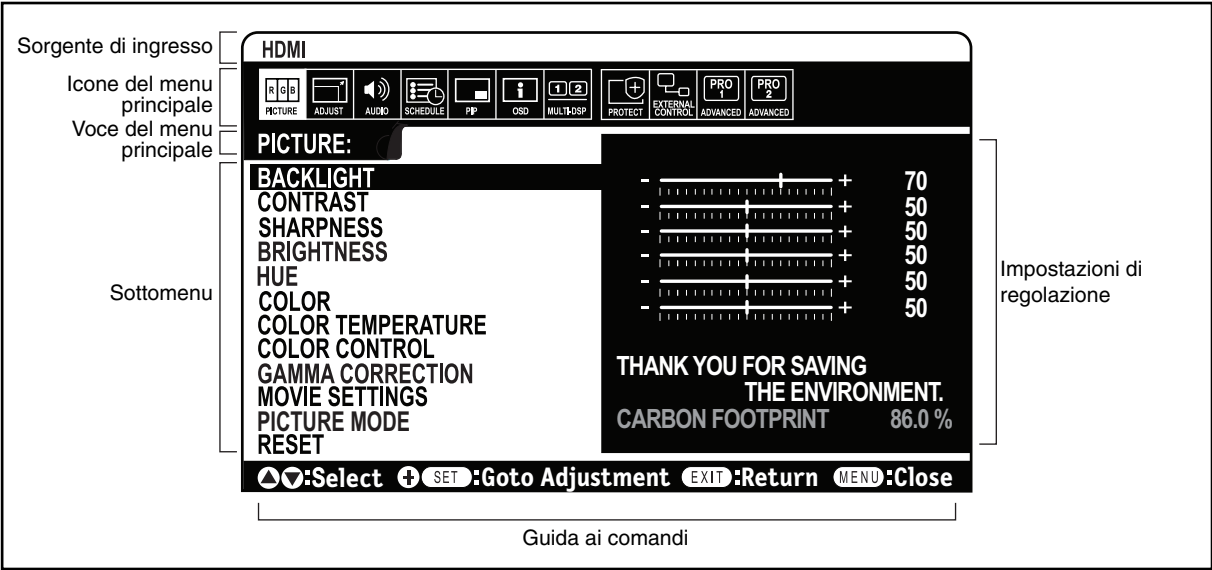 Sorgente di ingresso
HDMI
Icone del menu
principale
R G B
PICTURE
ADJUST
AUDIO
SCHEDULE
PIP
OSD
1 2
MULTI-DSP
PROTECT
EXTERNAL
CONTROL
PRO
1
ADVANCED
PRO
2
ADVANCED
Voce del menu
principale
PICTURE:
Sottomenu
BACKLIGHT - + 70
CONTRAST - + 50
SHARPNESS - + 50
BRIGHTNESS - + 50
HUE - + 50
COLOR - + 50
COLOR TEMPERATURE
COLOR CONTROL
GAMMA CORRECTION
MOVIE SETTINGS
PICTURE MODE
RESET
THANK YOU FOR SAVING
THE ENVIRONMENT.
CARBON FOOTPRINT 86.0 %
Impostazioni di
regolazione
:Select SET:Goto Adjustment EXIT:Return MENU:Close
Guida ai comandi